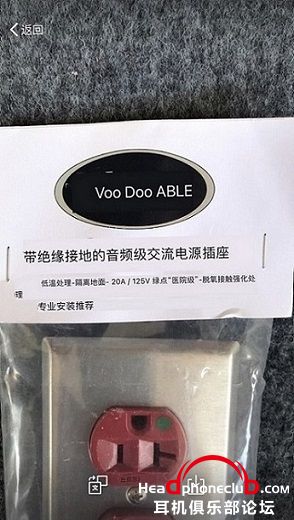 返回
Voo Doo ABLE
带绝缘接地的音频级交流电源插座
低温处理-隔离地面- 20A / 125V 绿点“医院级”-脱氧接触强化处
理
专业安装推荐
Headphoneclub.com
耳机俱乐部论坛